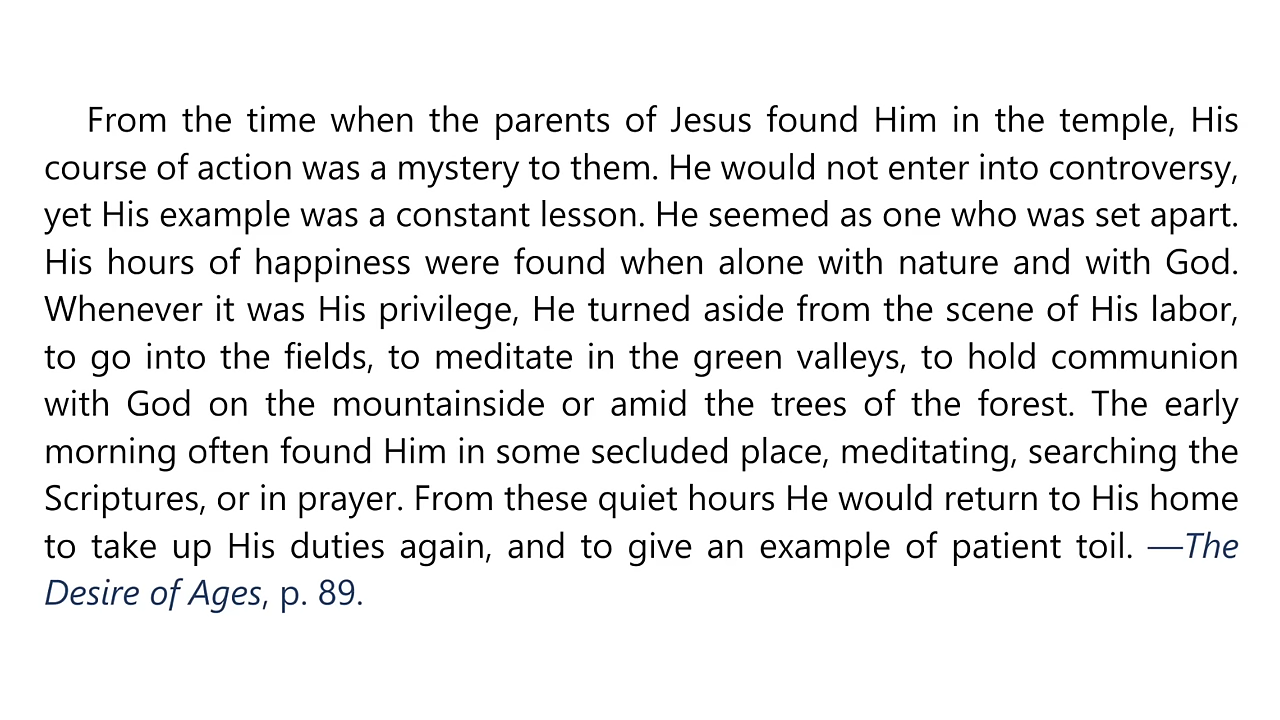 From the time when the parents of Jesus found Him in the temple, His
course of action was a mystery to them. He would not enter into controversy,
yet His example was a constant lesson. He seemed as one who was set apart.
His hours of happiness were found when alone with nature and with God.
Whenever it was His privilege, He turned aside from the scene of His labor,
to go into the fields, to meditate in the green valleys, to hold communion
with God on the mountainside or amid the trees of the forest. The early
morning often found Him in some secluded place, meditating, searching the
Scriptures, or in prayer. From these quiet hours He would return to His home
to take up His duties again, and to give an example of patient toil. —The
Desire of Ages, p. 89.